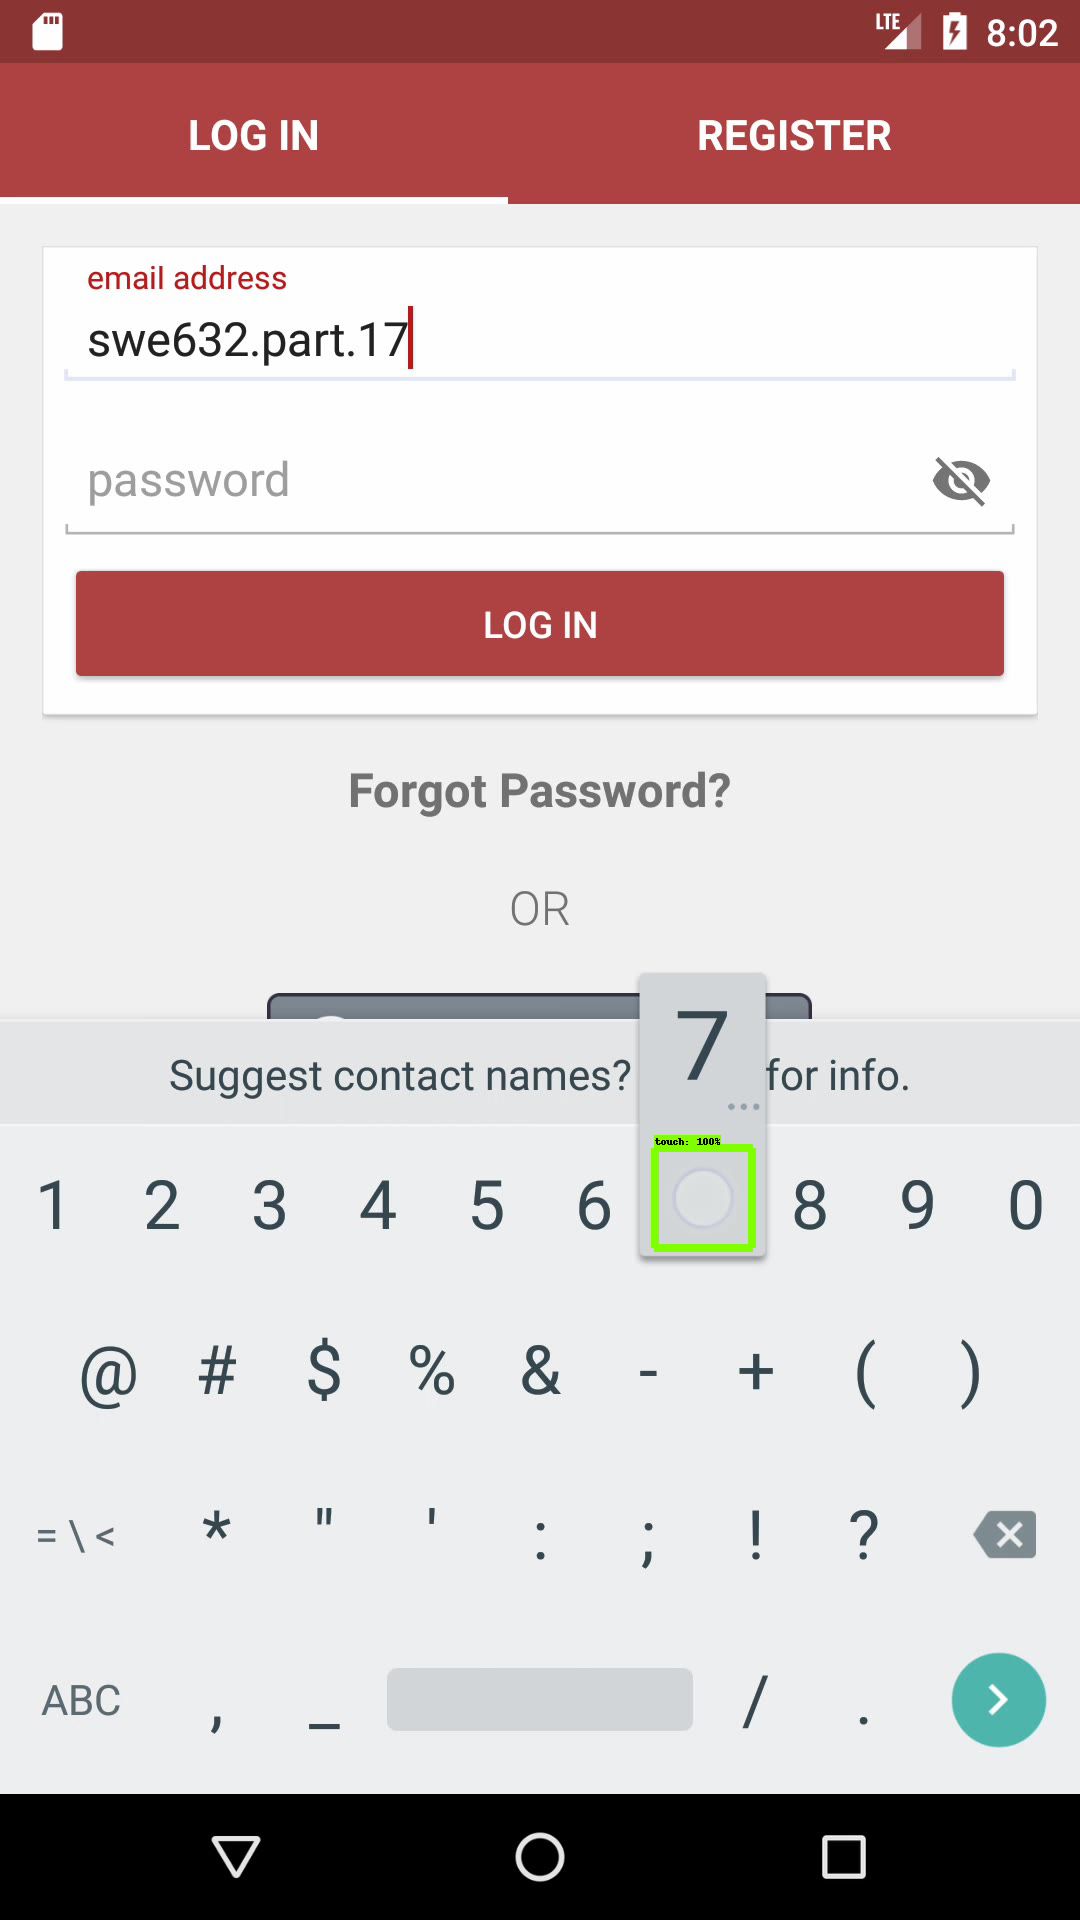 LTE 8:02
LOG IN REGISTER
email address
swe632.part.17
password
LOG IN
Forgot Password?
OR
7
Suggest contact names? for info.
touch: 100%
1 2 3 4 5 6 8 9 0
@ # $ % & - + ( )
= \ < * " ' : ; ! ?
ABC , _ / .